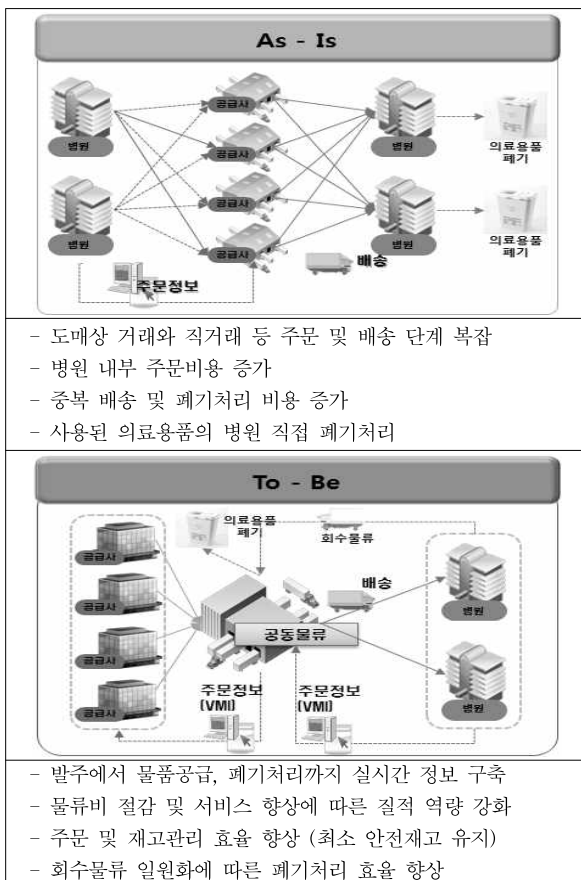 As - Is
공급사
병원
병원
의료용품
폐기
공급사
공급사
병원
병원
의료용품
폐기
공급사
배송
주문정보
- 도매상 거래와 직거래 등 주문 및 배송 단계 복잡
- 병원 내부 주문비용 증가
- 중복 배송 및 폐기처리 비용 증가
- 사용된 의료용품의 병원 직접 폐기처리
To - Be
의료용품
폐기
회수물류
공급사
배송
공급사
병원
공동물류
공급사
주문정보
(VMI)
주문정보
(VMI)
공급사
병원
- 발주에서 물품공급, 폐기처리까지 실시간 정보 구축
- 물류비 절감 및 서비스 향상에 따른 질적 역량 강화
- 주문 및 재고관리 효율 향상 (최소 안전재고 유지)
- 회수물류 일원화에 따른 폐기처리 효율 향상